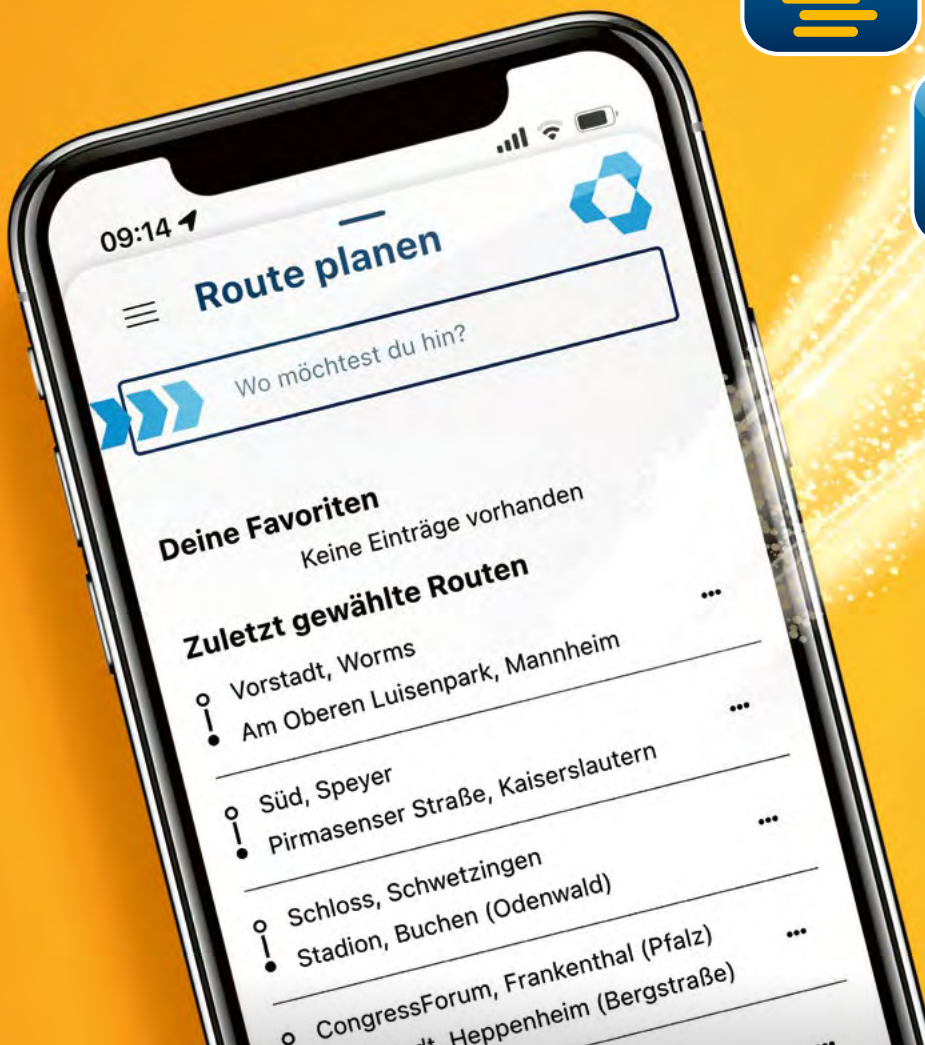 09:14
Route planen
Wo möchtest du hin?
Deine Favoriten
Keine Einträge vorhanden
Zuletzt gewählte Routen
Vorstadt, Worms
Am Oberen Luisenpark, Mannheim
Süd, Speyer
Pirmasenser Straße, Kaiserslautern
Schloss, Schwetzingen
Stadion, Buchen (Odenwald)
CongressForum, Frankenthal (Pfalz)
Heppenheim (Bergstraße)